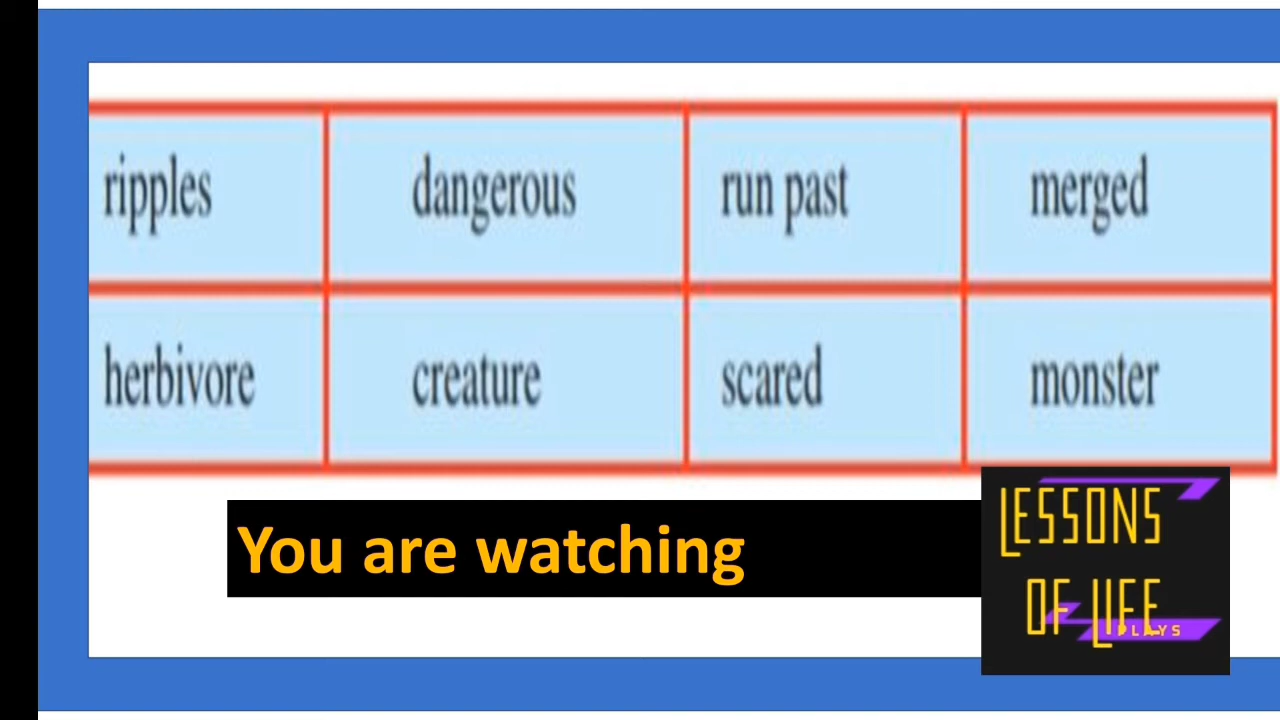 ripples dangerous run past merged
herbivore creature scared monster
You are watching
LESSONS
OF LIFE
PLAYS